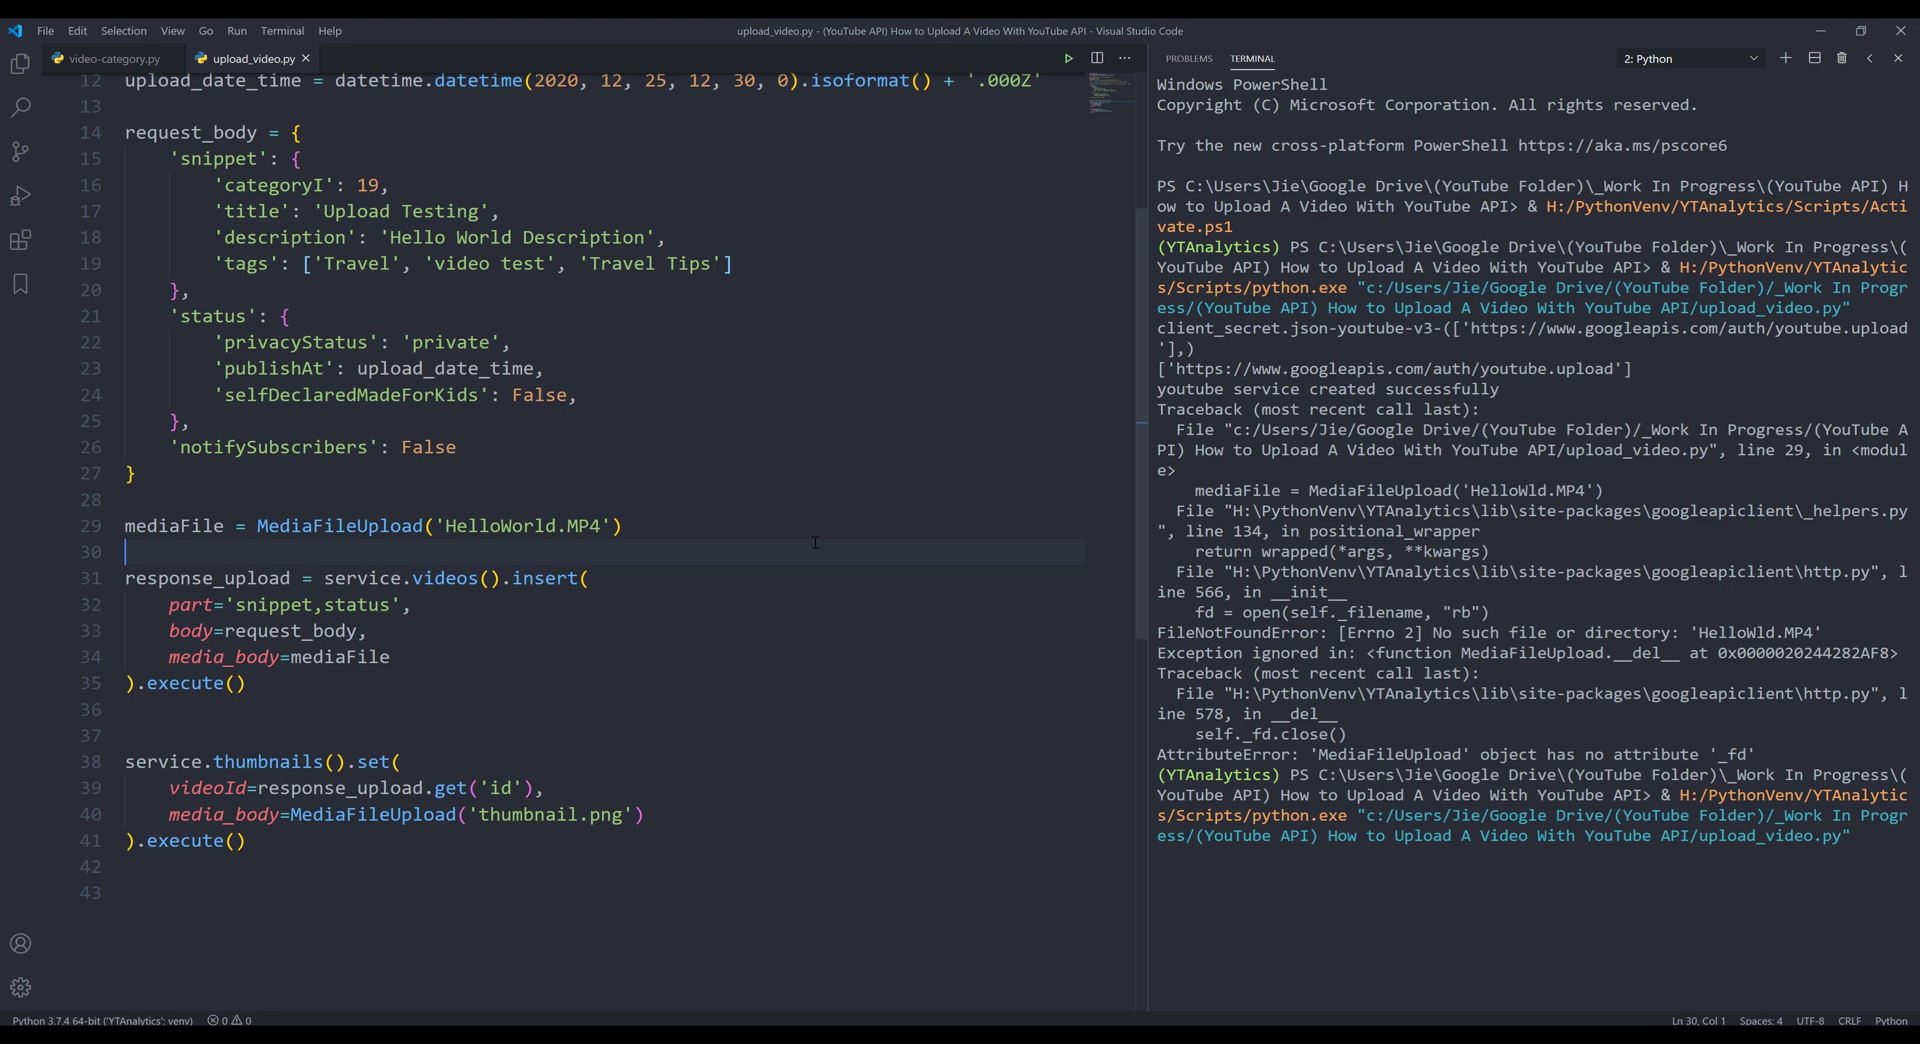 File Edit Selection View Go Run Terminal Help
upload_video.py - (YouTube API) How to Upload A Video With YouTube API - Visual Studio Code
video-category.py
upload_video.py
12 upload_date_time = datetime.datetime(2020, 12, 25, 12, 30, 0).isoformat() + '.000Z'
13
14 request_body = {
15 'snippet': {
16 'categoryI': 19,
17 'title': 'Upload Testing',
18 'description': 'Hello World Description',
19 'tags': ['Travel', 'video test', 'Travel Tips']
20 },
21 'status': {
22 'privacyStatus': 'private',
23 'publishAt': upload_date_time,
24 'selfDeclaredMadeForKids': False,
25 },
26 'notifySubscribers': False
27 }
28
29 mediaFile = MediaFileUpload('HelloWorld.MP4')
30
31 response_upload = service.videos().insert(
32 part='snippet,status',
33 body=request_body,
34 media_body=mediaFile
35 ).execute()
36
37
38 service.thumbnails().set(
39 videoId=response_upload.get('id'),
40 media_body=MediaFileUpload('thumbnail.png')
41 ).execute()
42
43
PROBLEMS TERMINAL
2: Python
Windows PowerShell
Copyright (C) Microsoft Corporation. All rights reserved.
Try the new cross-platform PowerShell https://aka.ms/pscore6
PS C:\Users\Jie\Google Drive\(YouTube Folder)\_Work In Progress\(YouTube API) H
ow to Upload A Video With YouTube API> & H:/PythonVenv/YTAnalytics/Scripts/Acti
vate.ps1
(YTAnalytics) PS C:\Users\Jie\Google Drive\(YouTube Folder)\_Work In Progress\(
YouTube API) How to Upload A Video With YouTube API> & H:/PythonVenv/YTAnalytic
s/Scripts/python.exe "c:/Users/Jie/Google Drive/(YouTube Folder)/_Work In Progr
ess/(YouTube API) How to Upload A Video With YouTube API/upload_video.py"
client_secret.json-youtube-v3-(['https://www.googleapis.com/auth/youtube.upload
'],)
['https://www.googleapis.com/auth/youtube.upload']
youtube service created successfully
Traceback (most recent call last):
File "c:/Users/Jie/Google Drive/(YouTube Folder)/_Work In Progress/(YouTube A
PI) How to Upload A Video With YouTube API/upload_video.py", line 29, in <modul
e>
mediaFile = MediaFileUpload('HelloWld.MP4')
File "H:\PythonVenv\YTAnalytics\lib\site-packages\googleapiclient\_helpers.py
", line 134, in positional_wrapper
return wrapped(*args, **kwargs)
File "H:\PythonVenv\YTAnalytics\lib\site-packages\googleapiclient\http.py", l
ine 566, in __init__
fd = open(self._filename, "rb")
FileNotFoundError: [Errno 2] No such file or directory: 'HelloWld.MP4'
Exception ignored in: <function MediaFileUpload.__del__ at 0x0000020244282AF8>
Traceback (most recent call last):
File "H:\PythonVenv\YTAnalytics\lib\site-packages\googleapiclient\http.py", l
ine 578, in __del__
self._fd.close()
AttributeError: 'MediaFileUpload' object has no attribute '_fd'
(YTAnalytics) PS C:\Users\Jie\Google Drive\(YouTube Folder)\_Work In Progress\(
YouTube API) How to Upload A Video With YouTube API> & H:/PythonVenv/YTAnalytic
s/Scripts/python.exe "c:/Users/Jie/Google Drive/(YouTube Folder)/_Work In Progr
ess/(YouTube API) How to Upload A Video With YouTube API/upload_video.py"
Python 3.7.4 64-bit ('YTAnalytics': venv) 0 0
Ln 30, Col 1 Spaces: 4 UTF-8 CRLF Python